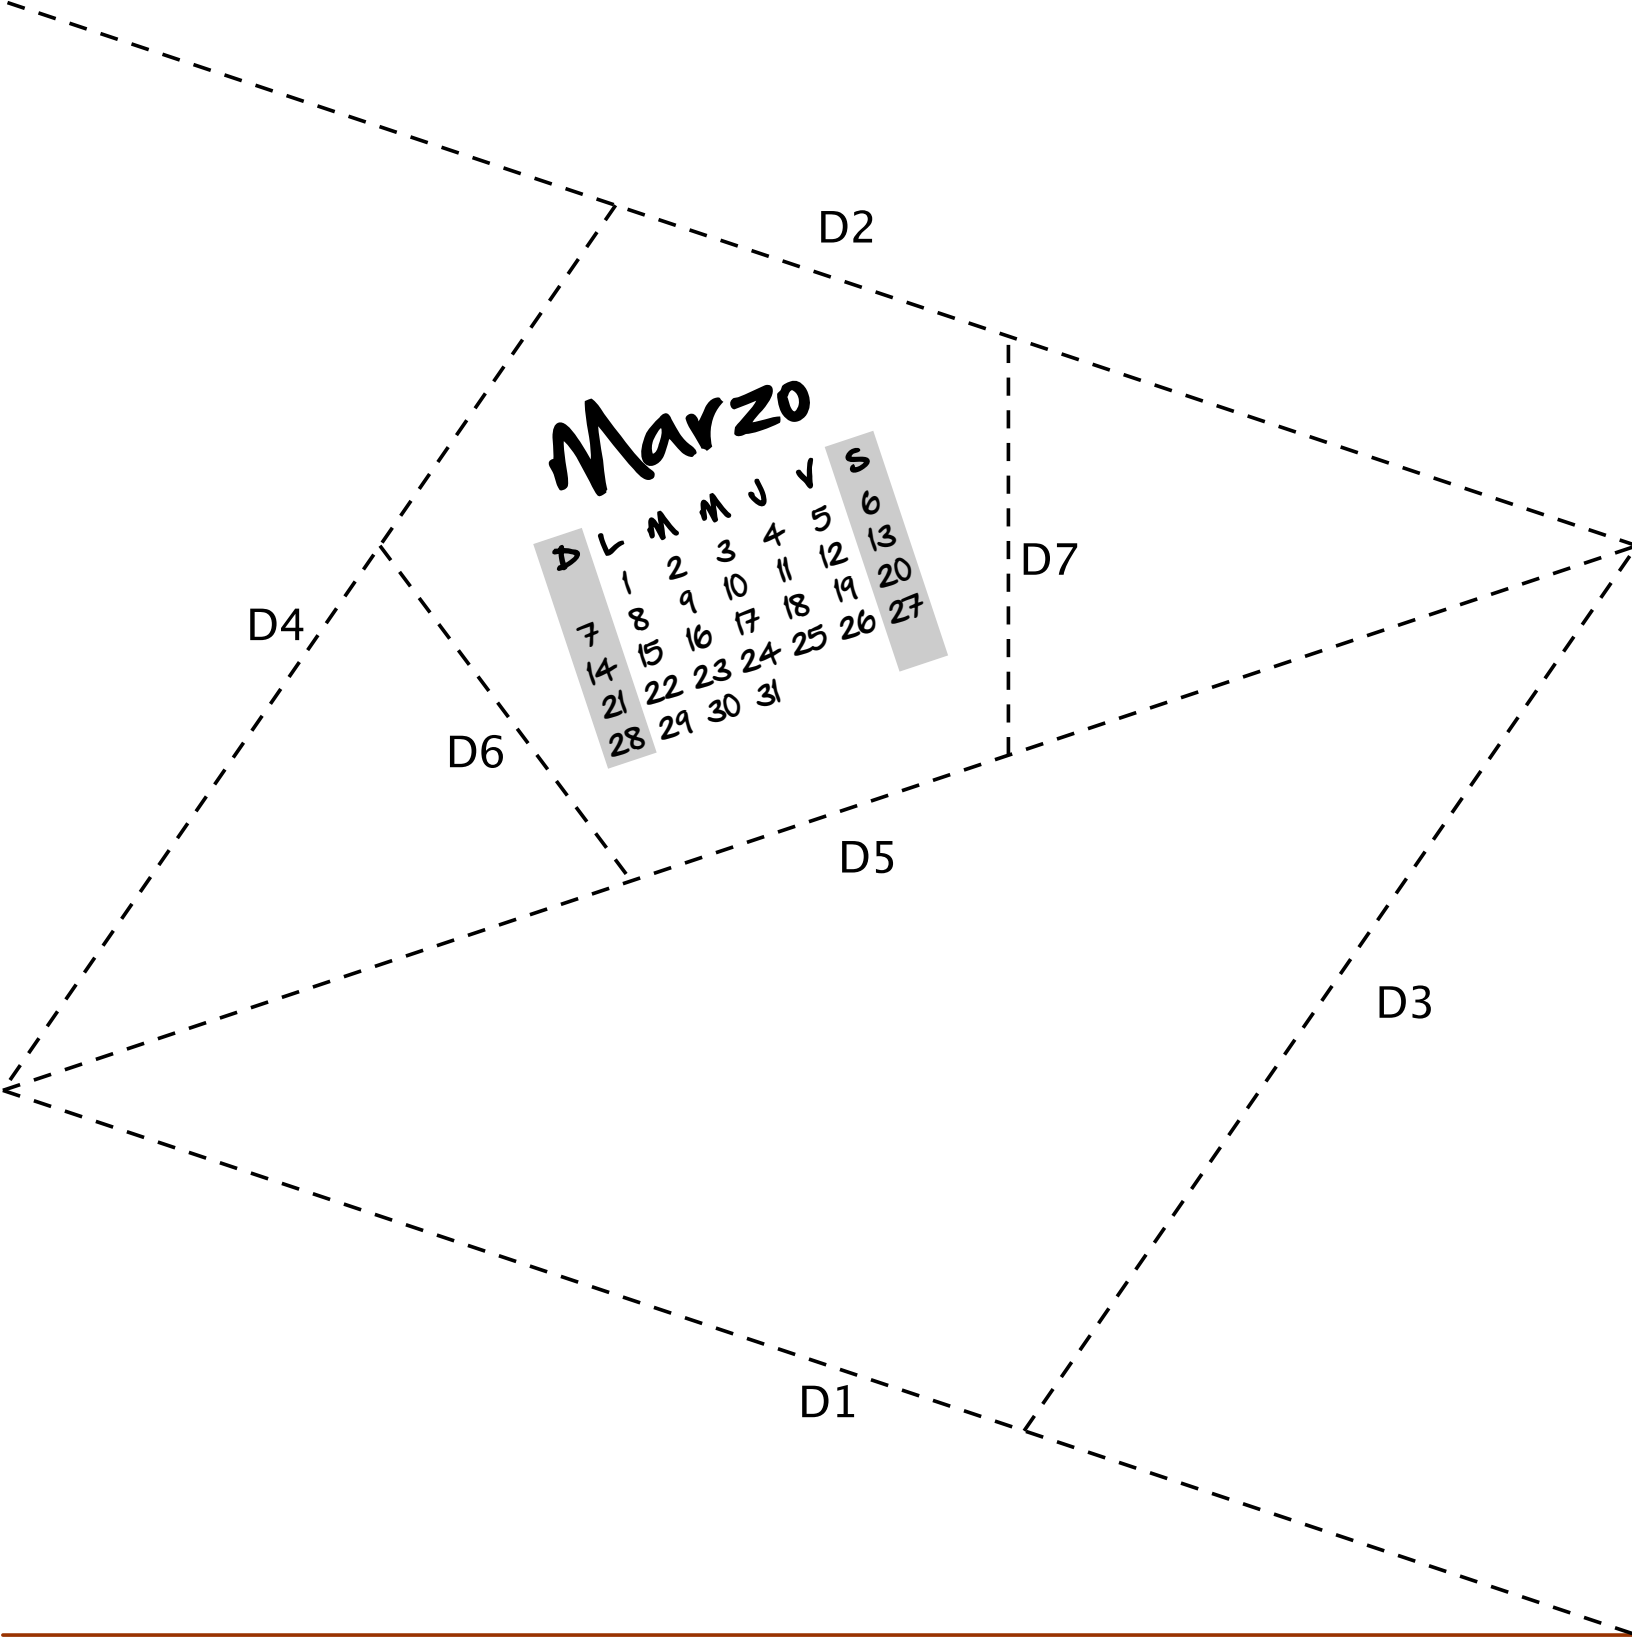 D2
Marzo
D L M M J V S
1 2 3 4 5 6
7 8 9 10 11 12 13
14 15 16 17 18 19 20
21 22 23 24 25 26 27
28 29 30 31
D7
D4
D6
D5
D3
D1